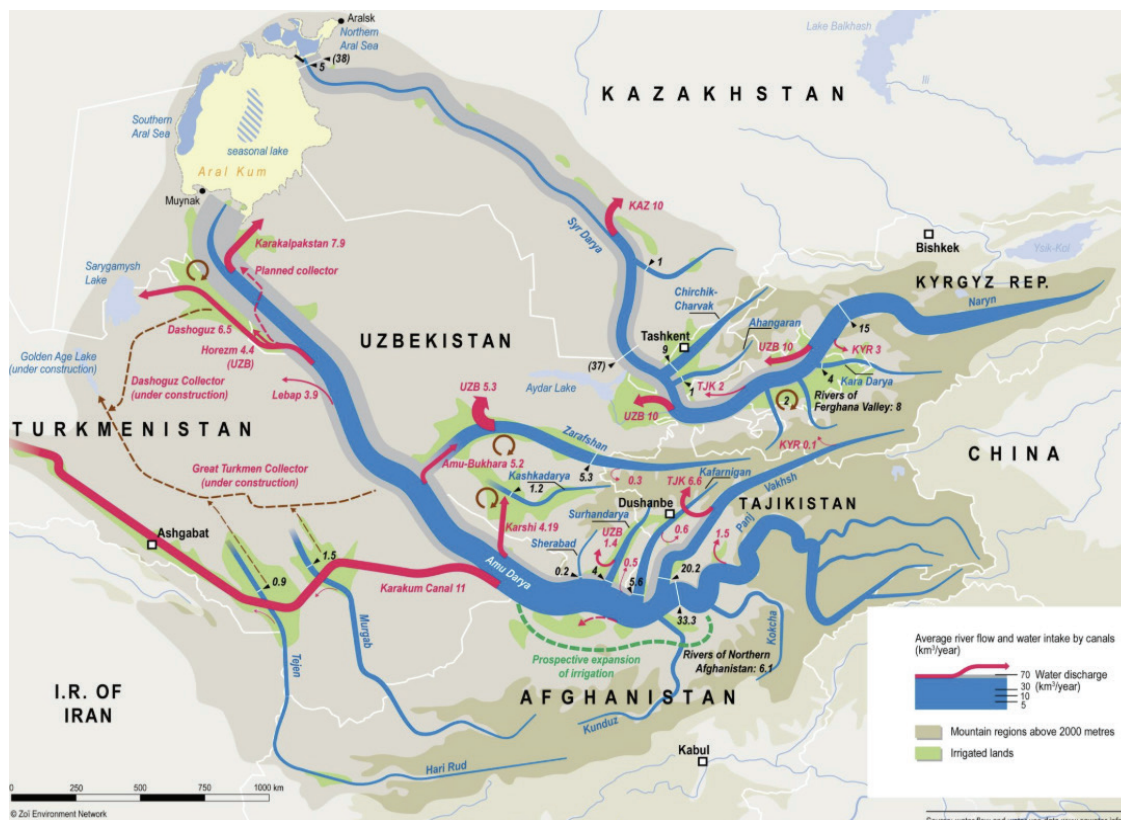 Aralsk
Northern
Aral Sea
(38)
5
Lake Balkhash
Ili
KAZAKHSTAN
Southern
Aral Sea
seasonal lake
Aral Kum
Muynak
KAZ 10
Syr Darya
Karakalpakstan 7.9
Planned collector
Sarygamysh
Lake
1
Bishkek
Ysik-Kol
Chirchik-
Charvak
KYRGYZ REP.
Naryn
UZBEKISTAN
Tashkent
Ahangaran
15
Dashoguz 6.5
Horezm 4.4
(UZB)
9
UZB 10
KYR 3
(37)
Golden Age Lake
(under construction)
Dashoguz Collector
(under construction)
Lebap 3.9
UZB 5.3
Aydar Lake
1
TJK 2
4
Kara Darya
UZB 10
2
Rivers of
Ferghana Valley: 8
TURKMENISTAN
Zarafshan
KYR 0.1
CHINA
Great Turkmen Collector
(under construction)
Amu-Bukhara 5.2
Kashkadarya
1.2
5.3
0.3
Kafarnigan
TJK 6.6
Vakhsh
Dushanbe
TAJIKISTAN
Surhandarya
Panj
Ashgabat
Karshi 4.19
UZB
1.4
0.6
1.5
Sherabad
1.5
0.5
0.9
Karakum Canal 11
Amu Darya
0.2
4
5.6
20.2
33.3
Murgab
Kokcha
Tejen
Prospective expansion
of irrigation
Rivers of Northern
Afghanistan: 6.1
I.R. OF
IRAN
AFGHANISTAN
Kunduz
Kabul
Hari Rud
Average river flow and water intake by canals
(km³/year)
70 Water discharge
(km³/year)
30
10
5
Mountain regions above 2000 metres
Irrigated lands
0 250 500 750 1000 km
© Zoï Environment Network